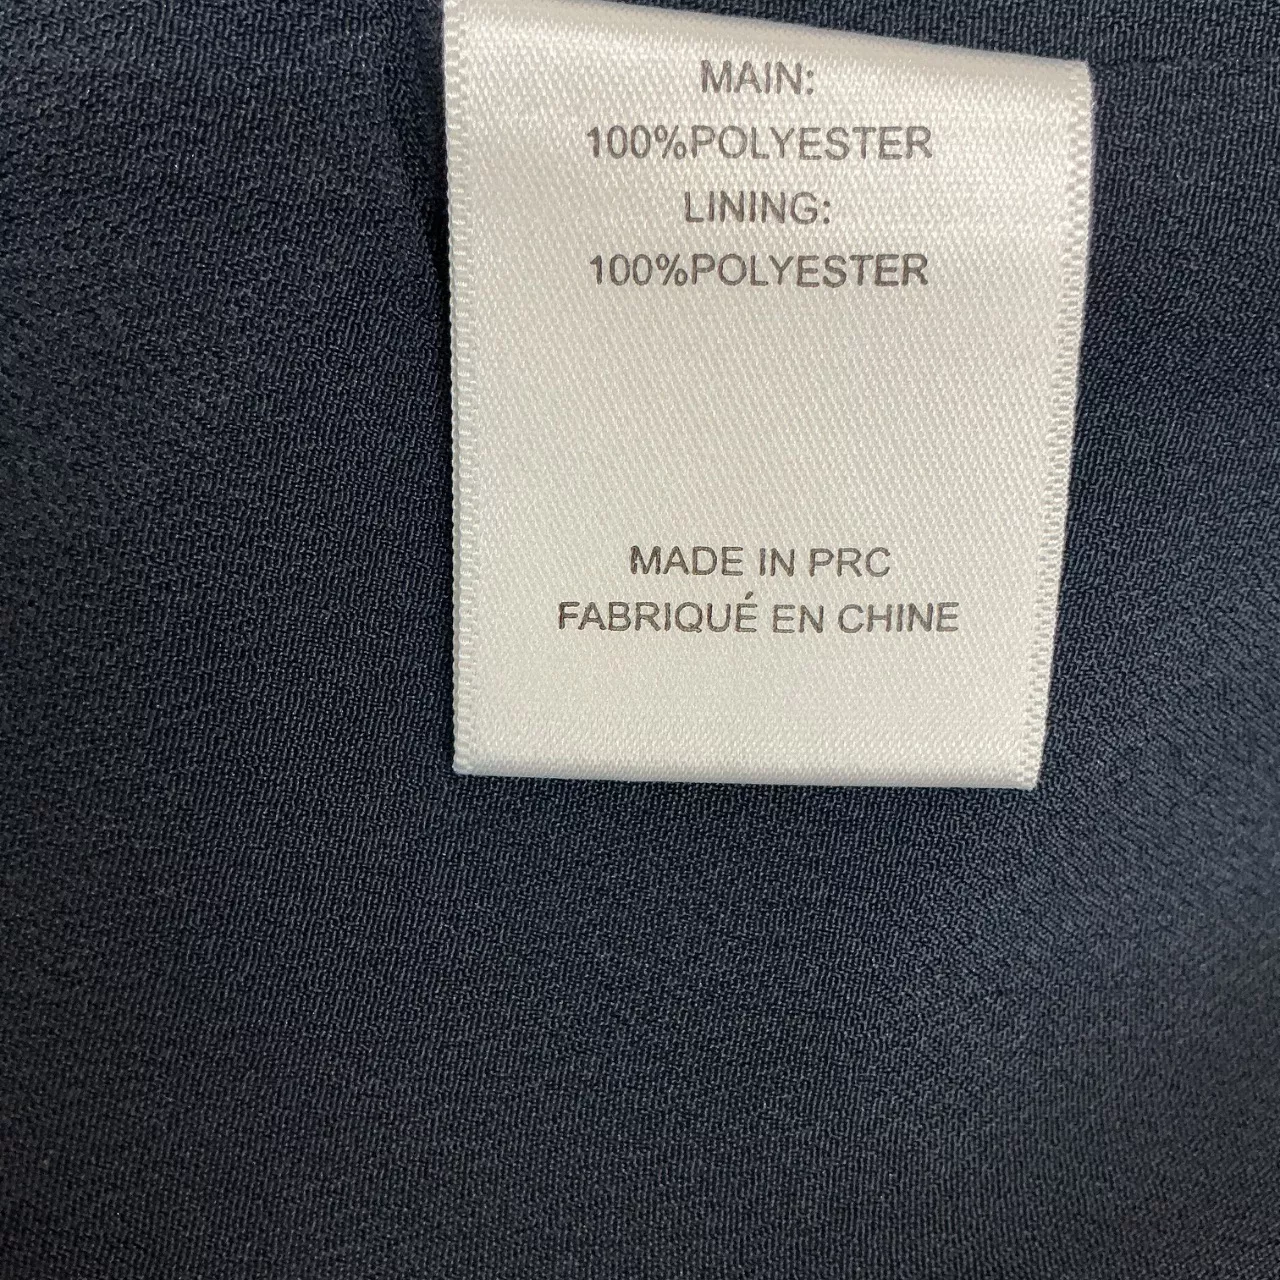 MAIN:
100%POLYESTER
LINING:
100%POLYESTER
MADE IN PRC
FABRIQUÉ EN CHINE